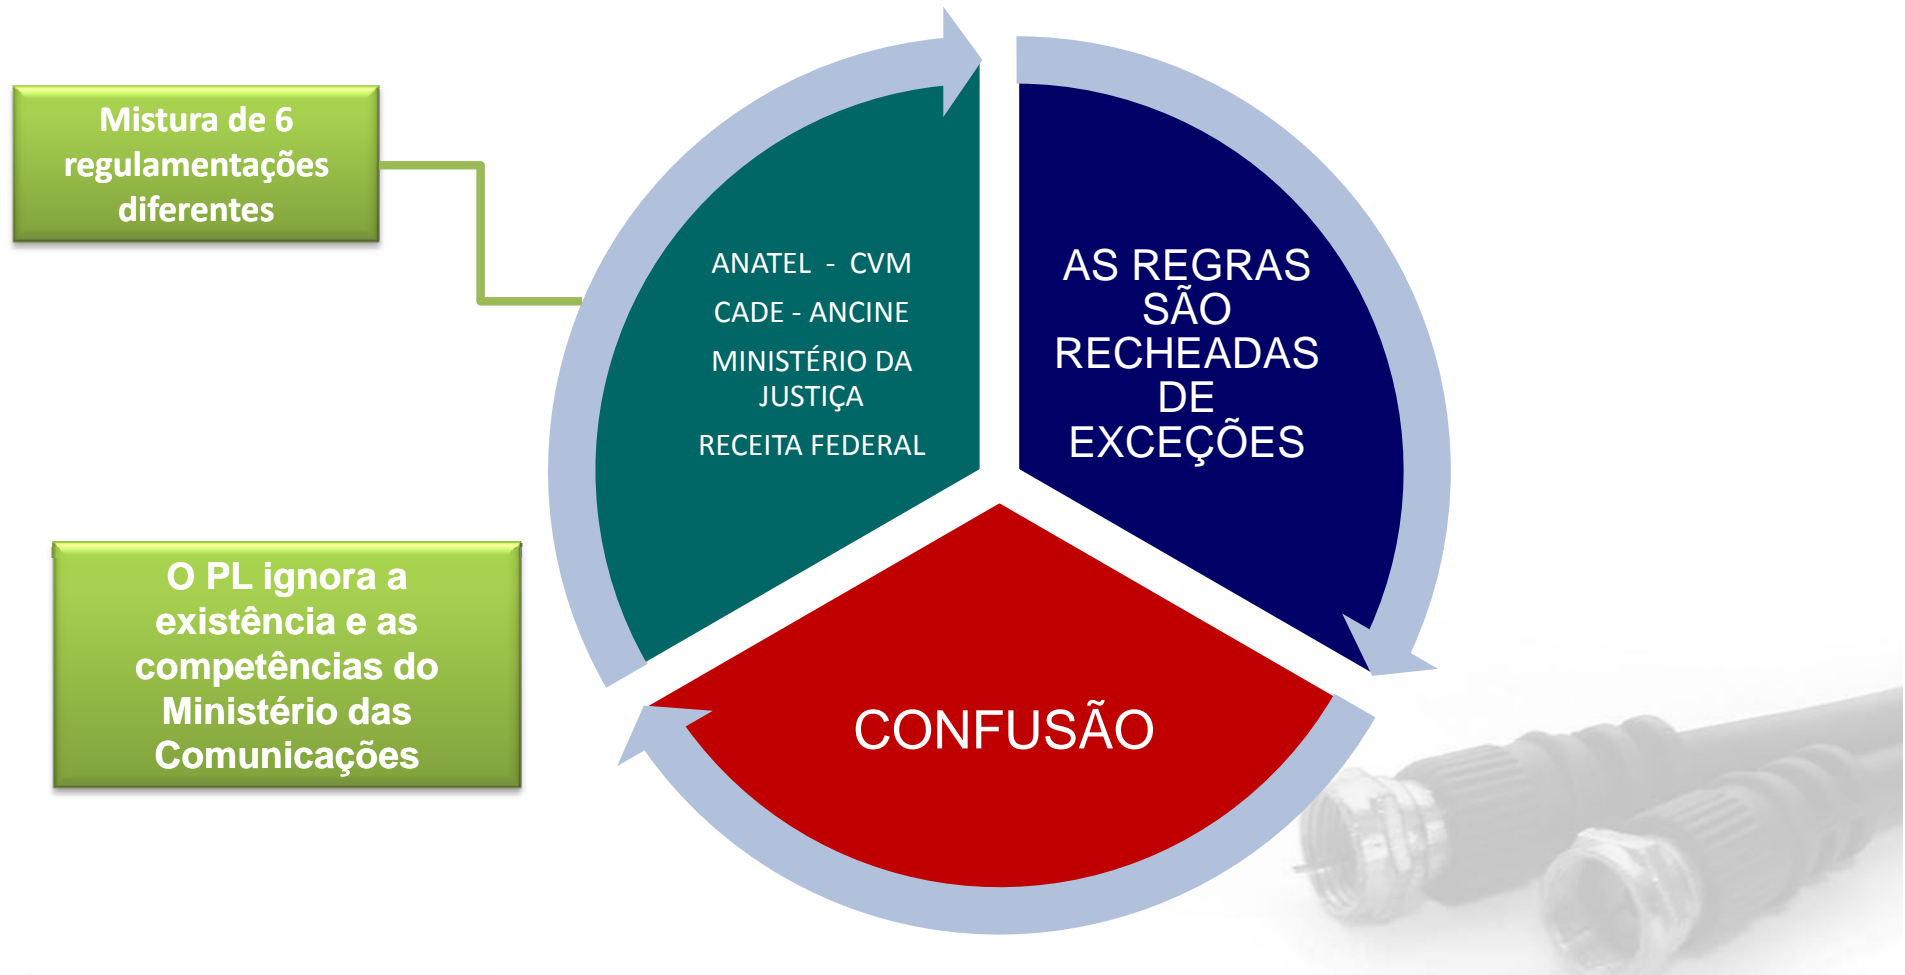 Mistura de 6
regulamentações
diferentes
ANATEL - CVM
CADE - ANCINE
MINISTÉRIO DA
JUSTIÇA
RECEITA FEDERAL
AS REGRAS
SÃO
RECHEADAS
DE
EXCEÇÕES
O PL ignora a
existência e as
competências do
Ministério das
Comunicações
CONFUSÃO